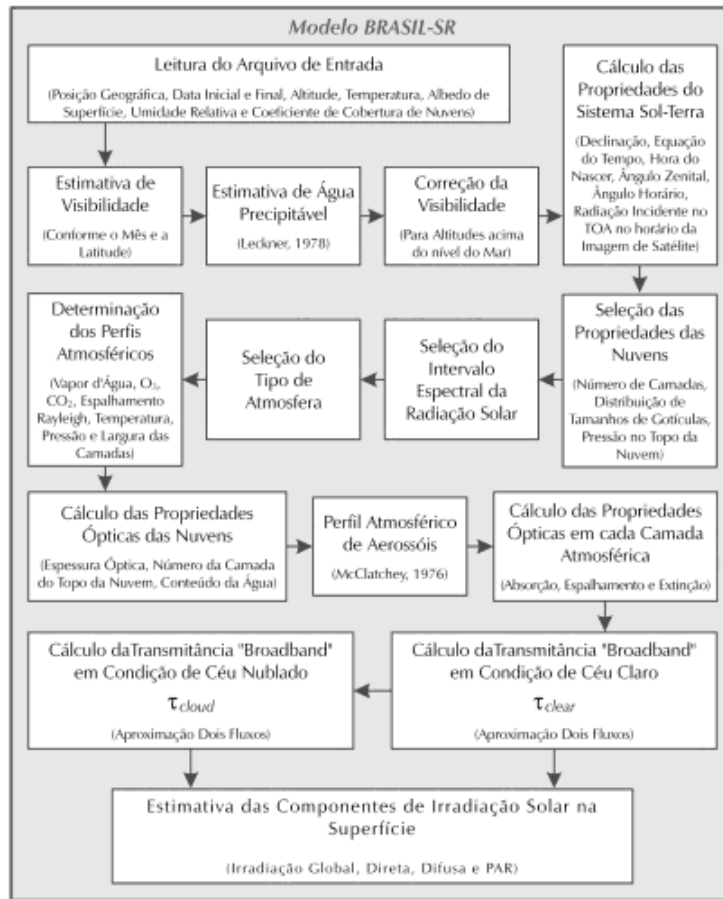 Modelo BRASIL-SR
Leitura do Arquivo de Entrada
(Posição Geográfica, Data Inicial e Final, Altitude, Temperatura, Albedo de
Superfície, Umidade Relativa e Coeficiente de Cobertura de Nuvens)
Cálculo das
Propriedades do
Sistema Sol-Terra
(Declinação, Equação
do Tempo, Hora do
Nascer, Ângulo Zenital,
Ângulo Horário,
Radiação Incidente no
TOA no horário da
Imagem de Satélite)
Estimativa de
Visibilidade
(Conforme o Mês e a
Latitude)
Estimativa de Água
Precipitável
(Leckner, 1978)
Correção da
Visibilidade
(Para Altitudes acima
do nível do Mar)
Determinação
dos Perfis
Atmosféricos
(Vapor d'Água, O₃,
CO₂, Espalhamento
Rayleigh, Temperatura,
Pressão e Largura das
Camadas)
Seleção do
Tipo de
Atmosfera
Seleção do
Intervalo
Espectral da
Radiação Solar
Seleção das
Propriedades das
Nuvens
(Número de Camadas,
Distribuição de
Tamanhos de Gotículas,
Pressão no Topo da
Nuvem)
Cálculo das Propriedades
Ópticas das Nuvens
(Espessura Óptica, Número da Camada
do Topo da Nuvem, Conteúdo da Água)
Perfil Atmosférico
de Aerossóis
(McClatchey, 1976)
Cálculo das Propriedades
Ópticas em cada Camada
Atmosférica
(Absorção, Espalhamento e Extinção)
Cálculo daTransmitância "Broadband"
em Condição de Céu Nublado
τcloud
(Aproximação Dois Fluxos)
Cálculo daTransmitância "Broadband"
em Condição de Céu Claro
τclear
(Aproximação Dois Fluxos)
Estimativa das Componentes de Irradiação Solar na
Superfície
(Irradiação Global, Direta, Difusa e PAR)